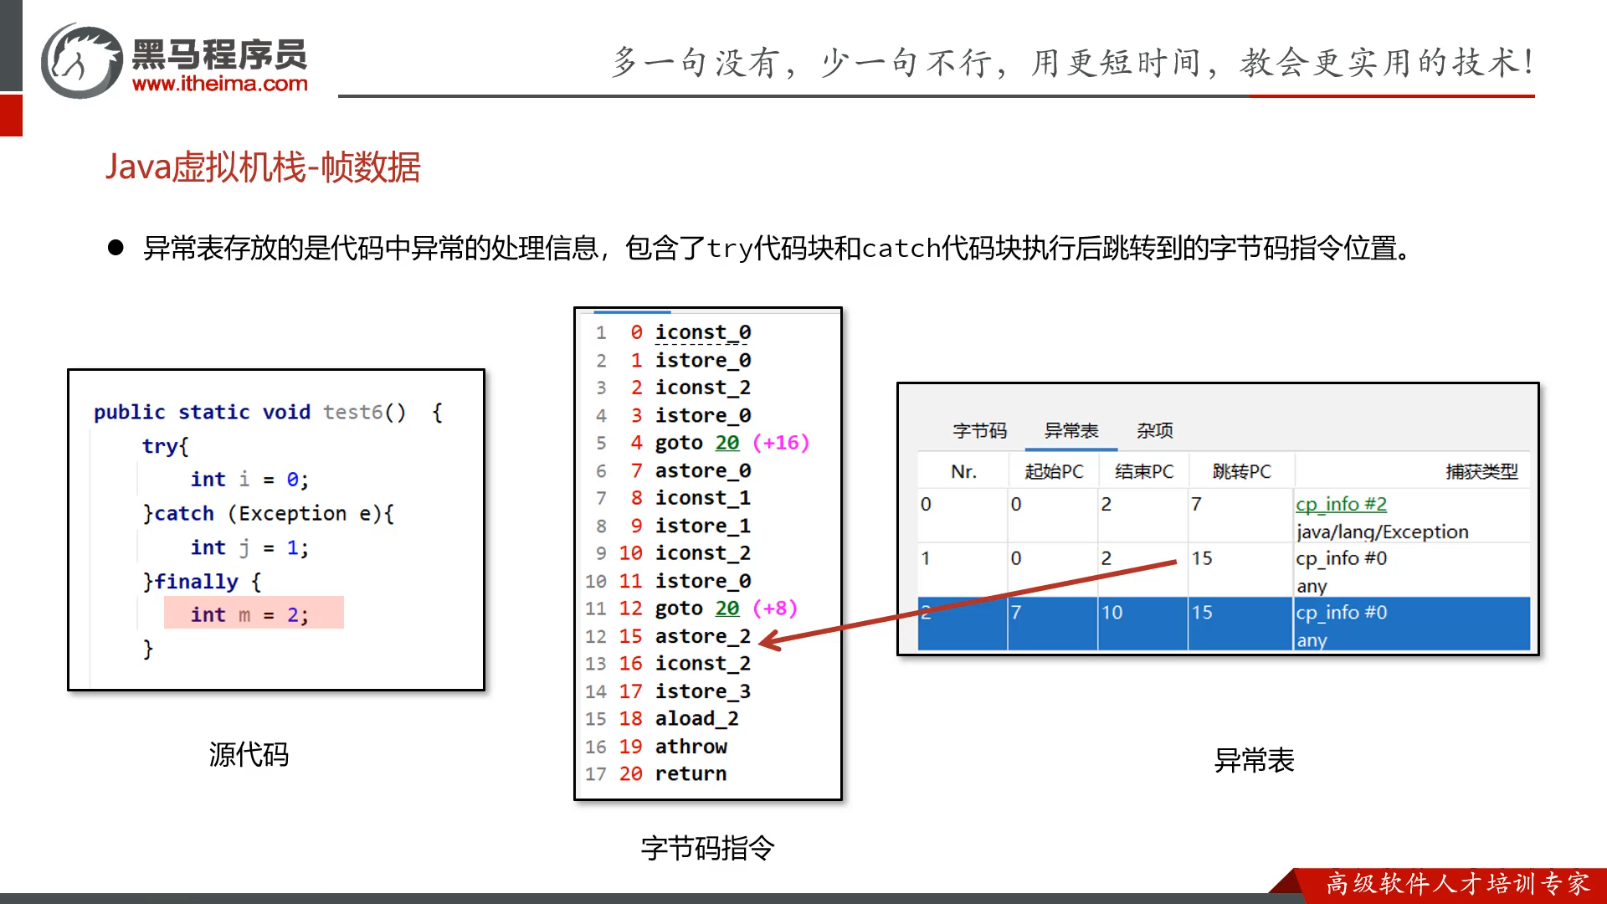 黑马程序员
www.itheima.com
多一句没有，少一句不行，用更短时间，教会更实用的技术！
Java虚拟机栈-帧数据
● 异常表存放的是代码中异常的处理信息，包含了try代码块和catch代码块执行后跳转到的字节码指令位置。
public static void test6() {
try{
int i = 0;
}catch (Exception e){
int j = 1;
}finally {
int m = 2;
}
源代码
1 0 iconst_0
2 1 istore_0
3 2 iconst_2
4 3 istore_0
5 4 goto 20 (+16)
6 7 astore_0
7 8 iconst_1
8 9 istore_1
9 10 iconst_2
10 11 istore_0
11 12 goto 20 (+8)
12 15 astore_2
13 16 iconst_2
14 17 istore_3
15 18 aload_2
16 19 athrow
17 20 return
字节码指令
字节码 异常表 杂项
Nr. 起始PC 结束PC 跳转PC 捕获类型
0 0 2 7 cp_info #2
java/lang/Exception
1 0 2 15 cp_info #0
any
2 7 10 15 cp_info #0
any
异常表
高级软件人才培训专家